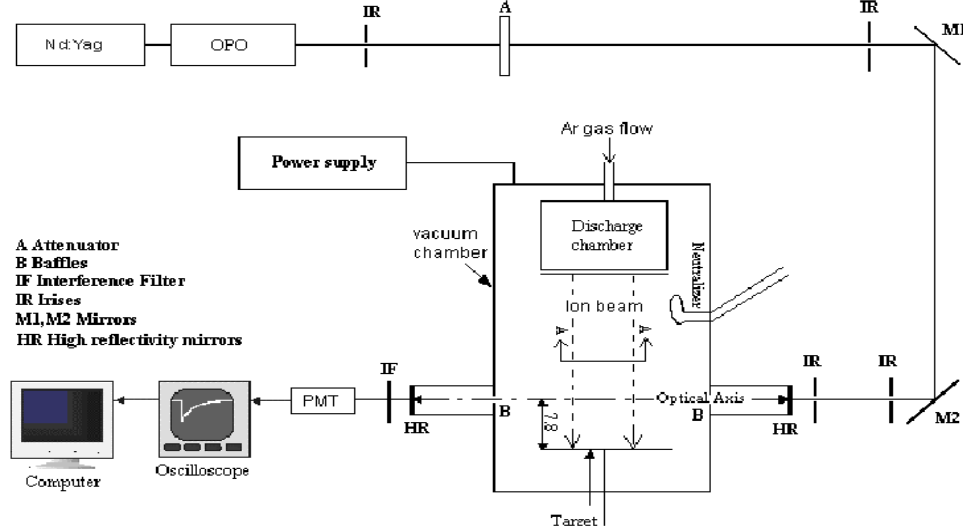 IR
A
IR
M1
Nd:Yag
OPO
Ar gas flow
Power supply
Discharge
chamber
vacuum
chamber
Neutralizer
A Attenuator
B Baffles
IF Interference Filter
IR Irises
M1,M2 Mirrors
HR High reflectivity mirrors
Ion beam
A
A
IF
IR
IR
PMT
Optical Axis
B
B
HR
HR
M2
7.8
Oscilloscope
Computer
Target